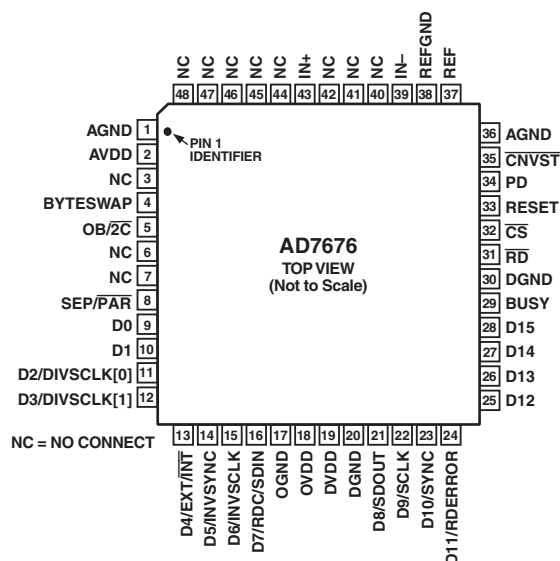 48 NC
47 NC
46 NC
45 NC
44 NC
43 IN+
42 NC
41 NC
40 NC
39 IN–
38 REFGND
37 REF
AGND 1
AVDD 2
NC 3
BYTESWAP 4
OB/2C̅ 5
NC 6
NC 7
SEP/P̅A̅R̅ 8
D0 9
D1 10
D2/DIVSCLK[0] 11
D3/DIVSCLK[1] 12
PIN 1
IDENTIFIER
AD7676
TOP VIEW
(Not to Scale)
36 AGND
35 C̅N̅V̅S̅T̅
34 PD
33 RESET
32 C̅S̅
31 R̅D̅
30 DGND
29 BUSY
28 D15
27 D14
26 D13
25 D12
NC = NO CONNECT
13 D4/EXT/I̅N̅T̅
14 D5/INVSYNC
15 D6/INVSCLK
16 D7/RDC/SDIN
17 OGND
18 OVDD
19 DVDD
20 DGND
21 D8/SDOUT
22 D9/SCLK
23 D10/SYNC
24 D11/RDERROR